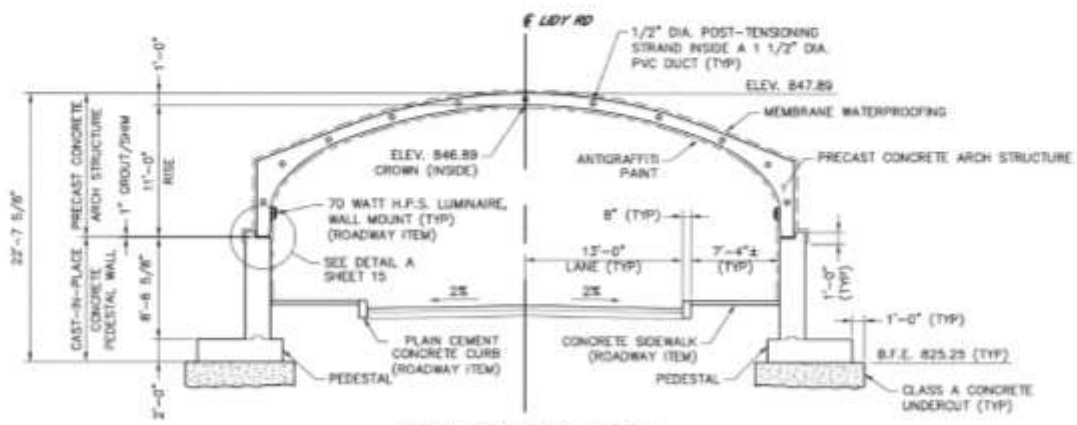 ℄ LIDY RD
1/2" DIA. POST-TENSIONING
STRAND INSIDE A 1 1/2" DIA.
PVC DUCT (TYP)
ELEV. 847.89
MEMBRANE WATERPROOFING
PRECAST CONCRETE ARCH STRUCTURE
ANTIGRAFFITI
PAINT
ELEV. 846.89
CROWN (INSIDE)
1'-0"
22'-7 5/8"
PRECAST CONCRETE
ARCH STRUCTURE
11'-0"
RISE
1" GROUT/SHIM
70 WATT H.P.S. LUMINAIRE,
WALL MOUNT (TYP)
(ROADWAY ITEM)
SEE DETAIL A
SHEET 15
8" (TYP)
13'-0"
LANE (TYP)
7'-4"±
(TYP)
1'-0"
(TYP)
CAST-IN-PLACE
CONCRETE
PEDESTAL WALL
8'-6 5/8"
2%
2%
1'-0" (TYP)
PLAIN CEMENT
CONCRETE CURB
(ROADWAY ITEM)
CONCRETE SIDEWALK
(ROADWAY ITEM)
B.F.E. 825.25 (TYP)
PEDESTAL
PEDESTAL
CLASS A CONCRETE
UNDERCUT (TYP)
2'-0"